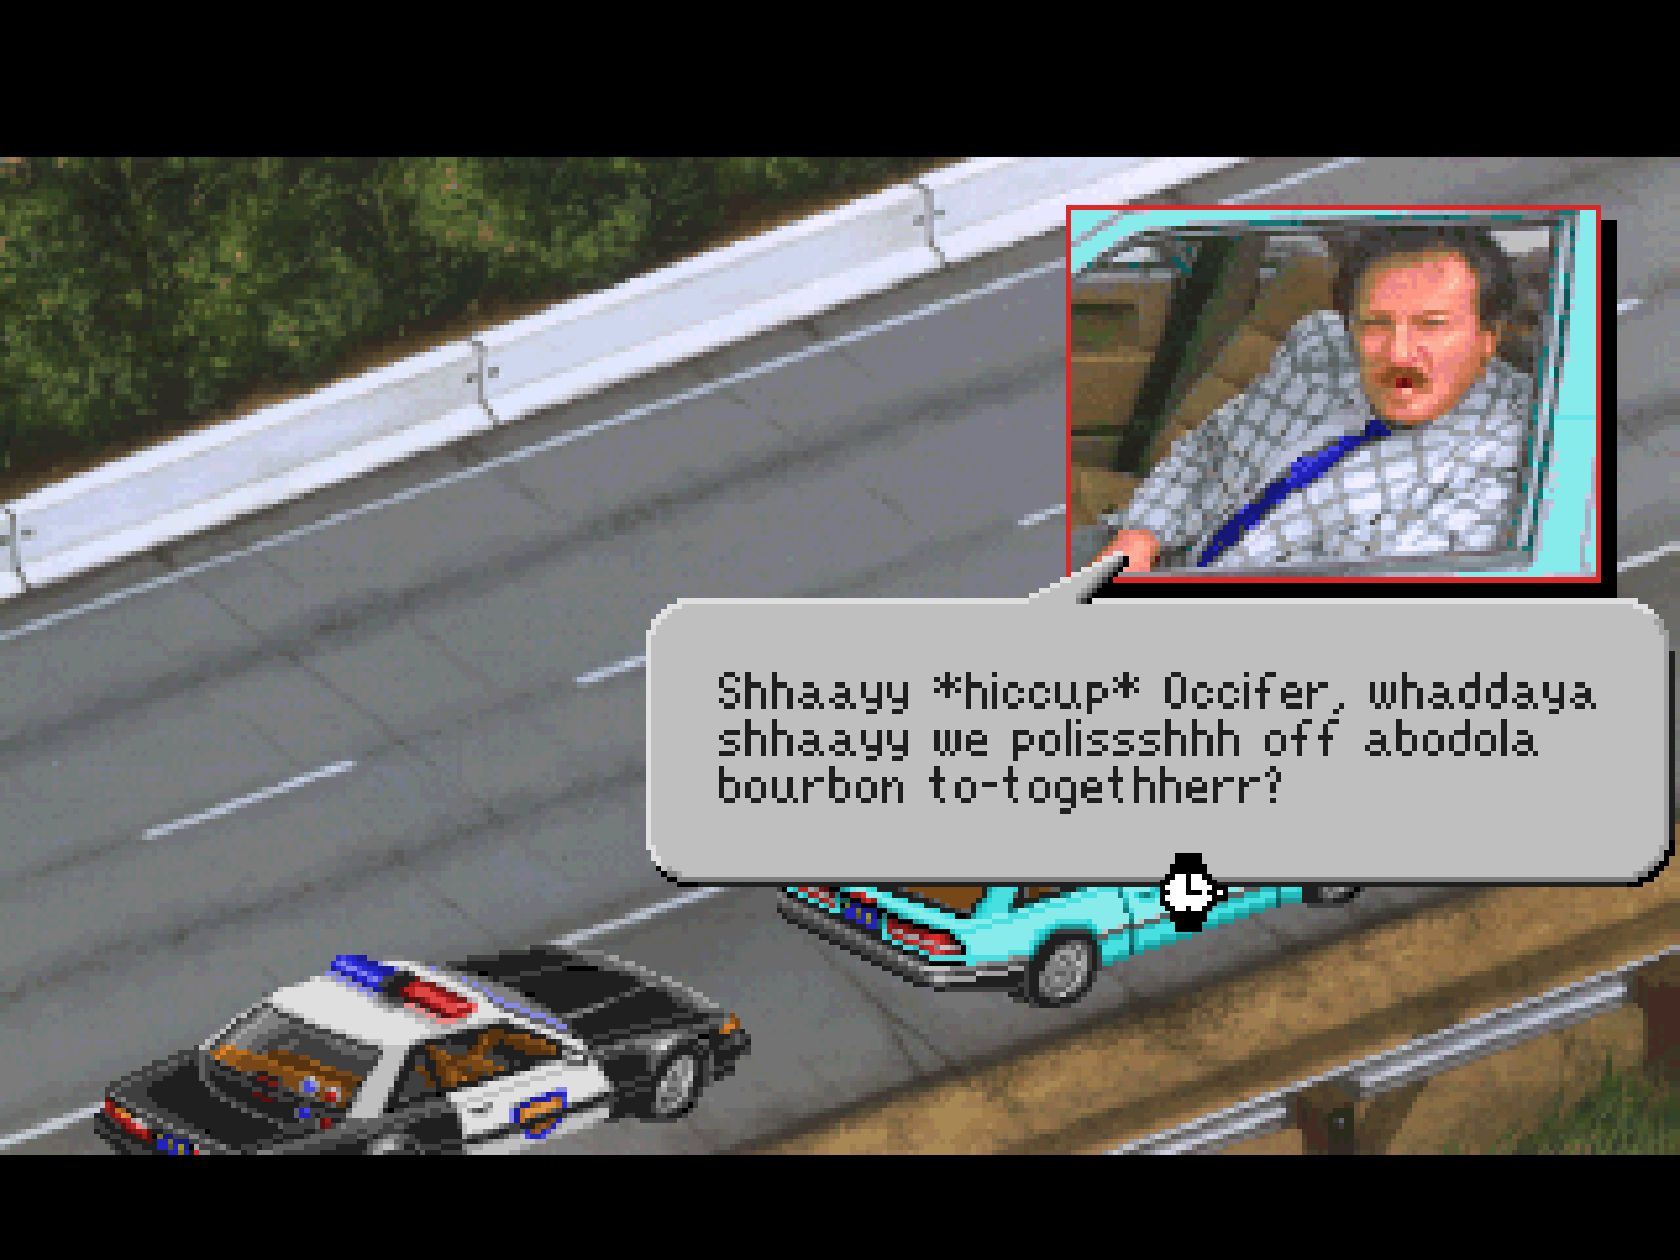 Shhaayy *hiccup* Occifer, whaddaya
shhaayy we polissshhh off abodola
bourbon to-togethherr?